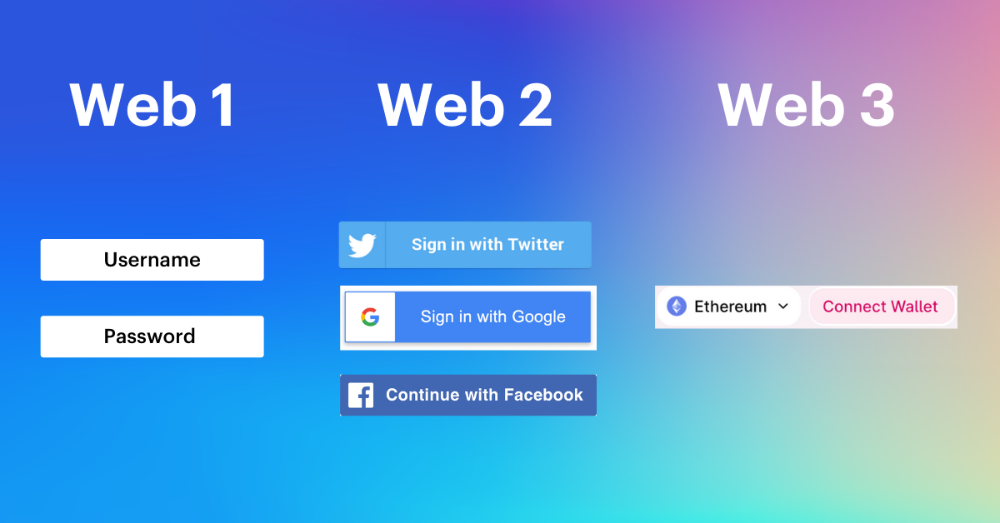 Web 1
Username
Password
Web 2
Sign in with Twitter
Sign in with Google
Continue with Facebook
Web 3
Ethereum
Connect Wallet